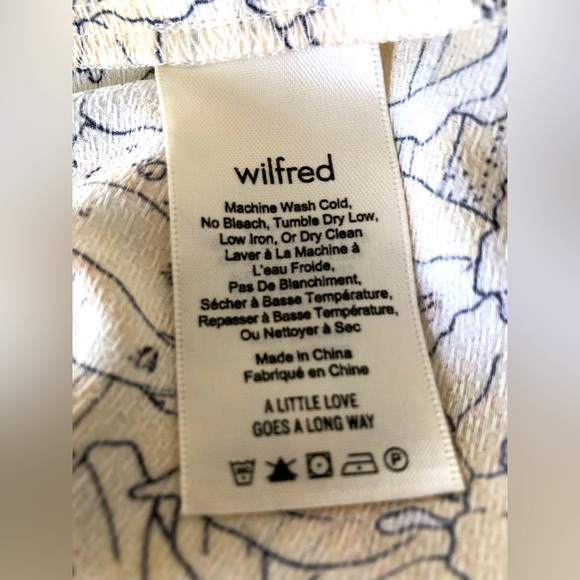 wilfred
Machine Wash Cold,
No Bleach, Tumble Dry Low,
Low Iron, Or Dry Clean
Laver à La Machine à
L'eau Froide,
Pas De Blanchiment,
Sécher à Basse Température,
Repasser à Basse Température,
Ou Nettoyer à Sec
Made in China
Fabriqué en Chine
A LITTLE LOVE
GOES A LONG WAY
P